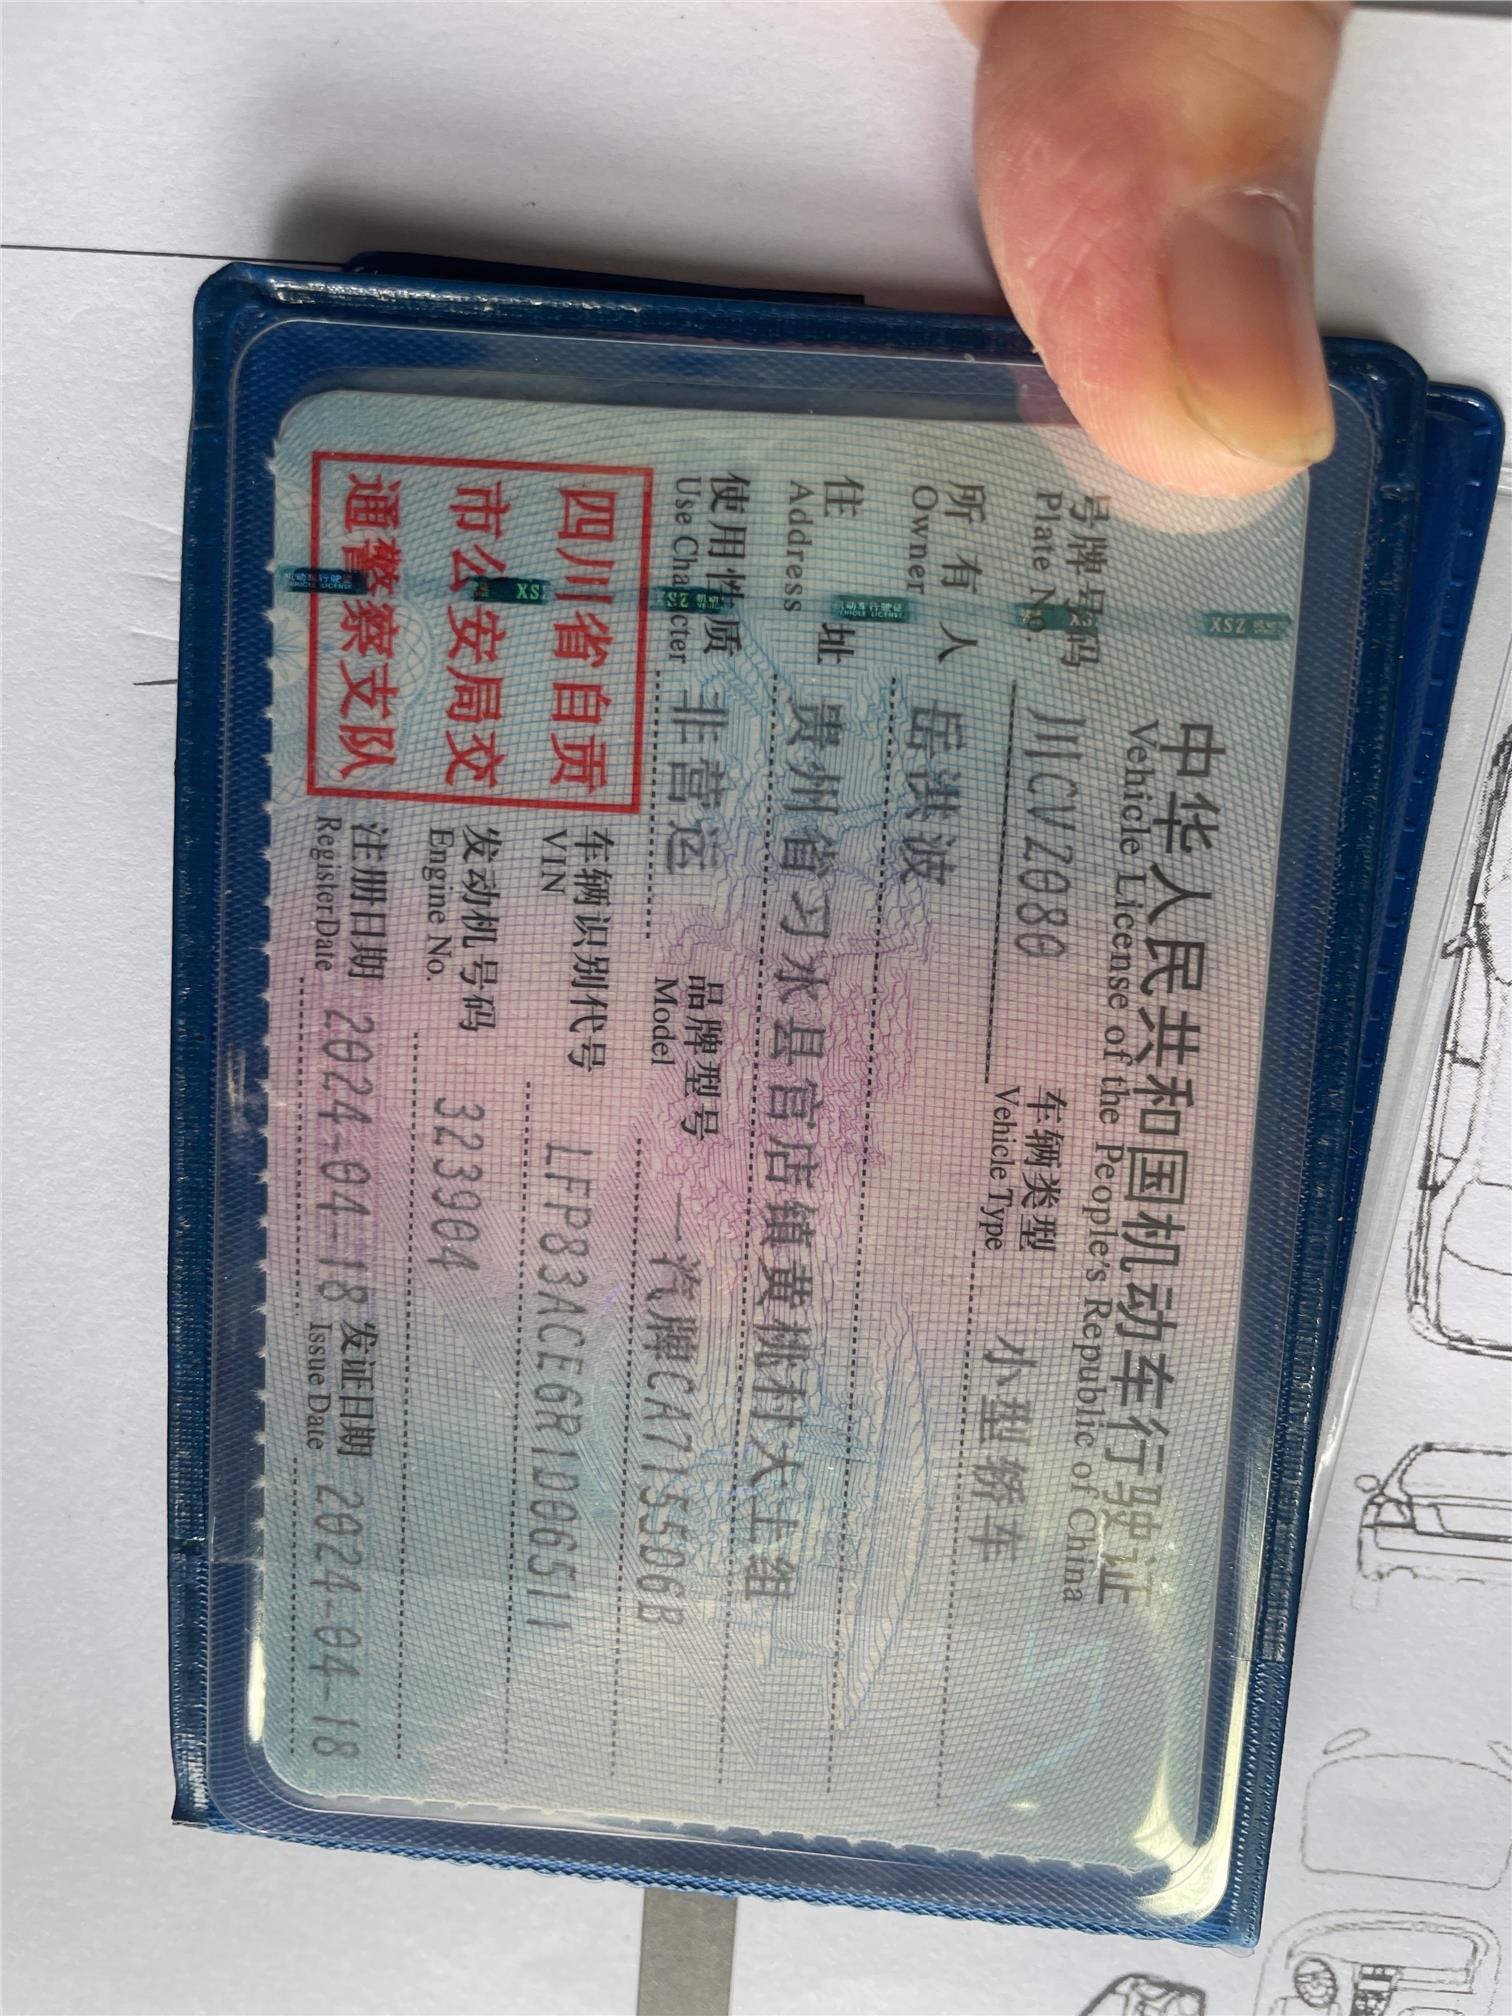 中华人民共和国机动车行驶证
Vehicle License of the People's Republic of China
号牌号码 川CVZ080 车辆类型 小型轿车
Plate No. Vehicle Type
所有人 岳洪波
Owner
住址 贵州省习水县官店镇黄桃村大土组
Address
使用性质 非营运 品牌型号 一汽牌CA7155D6B
Use Character Model
四川省自贡
市公安局交
通警察支队
车辆识别代号 LFP83ACE6R1D06511
VIN
发动机号码 323904
Engine No.
注册日期 2024-04-18 发证日期 2024-04-18
Register Date Issue Date